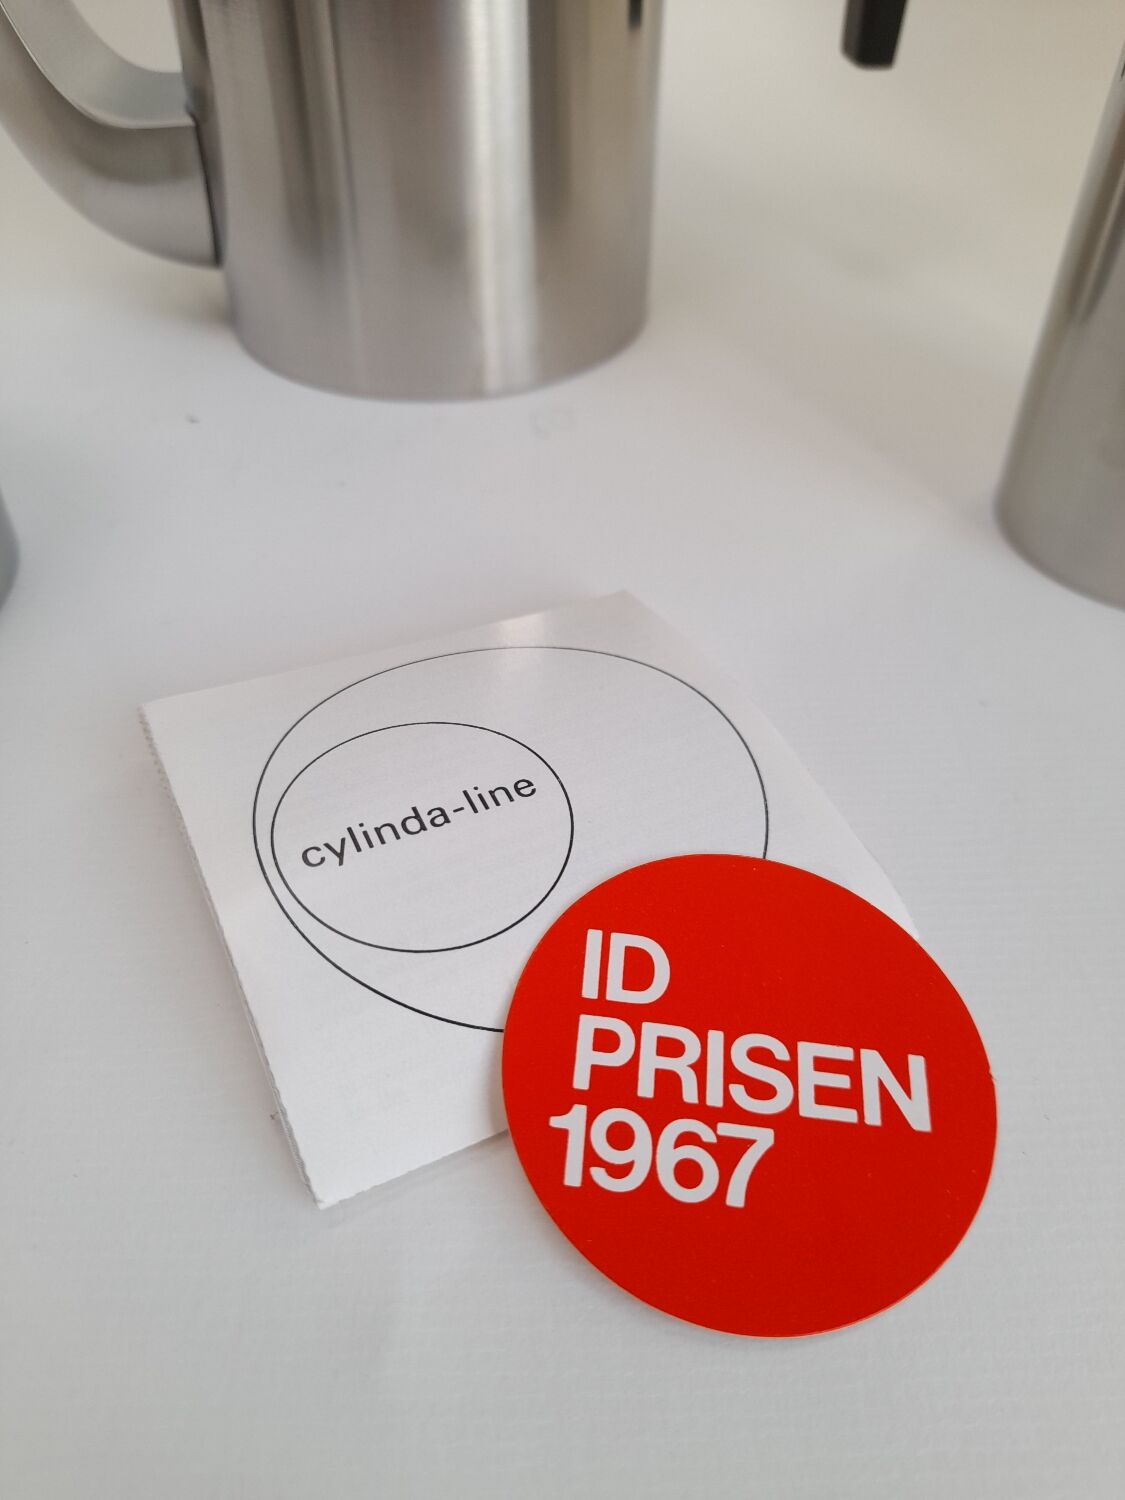 cylinda-line
ID
PRISEN
1967